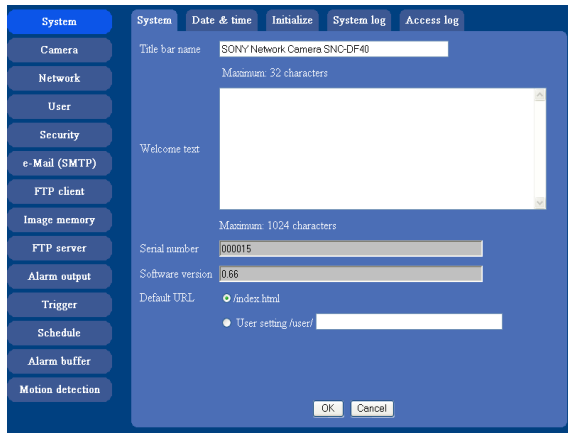 System
Camera
Network
User
Security
e-Mail (SMTP)
FTP client
Image memory
FTP server
Alarm output
Trigger
Schedule
Alarm buffer
Motion detection
System Date & time Initialize System log Access log
Title bar name SONY Network Camera SNC-DF40
Maximum: 32 characters
Welcome text
Maximum: 1024 characters
Serial number 000015
Software version 0.66
Default URL /index.html
User setting /user/
OK Cancel